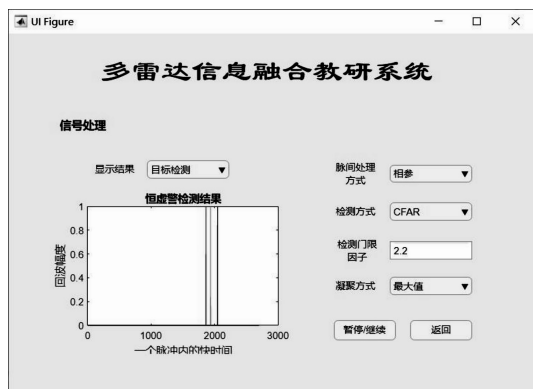 UI Figure
多雷达信息融合教研系统
信号处理
显示结果 目标检测
恒虚警检测结果
1
0.8
0.6
0.4
0.2
0
回波幅度
0 1000 2000 3000
一个脉冲内的快时间
脉间处理
方式
相参
检测方式 CFAR
检测门限
因子
2.2
凝聚方式 最大值
暂停/继续 返回